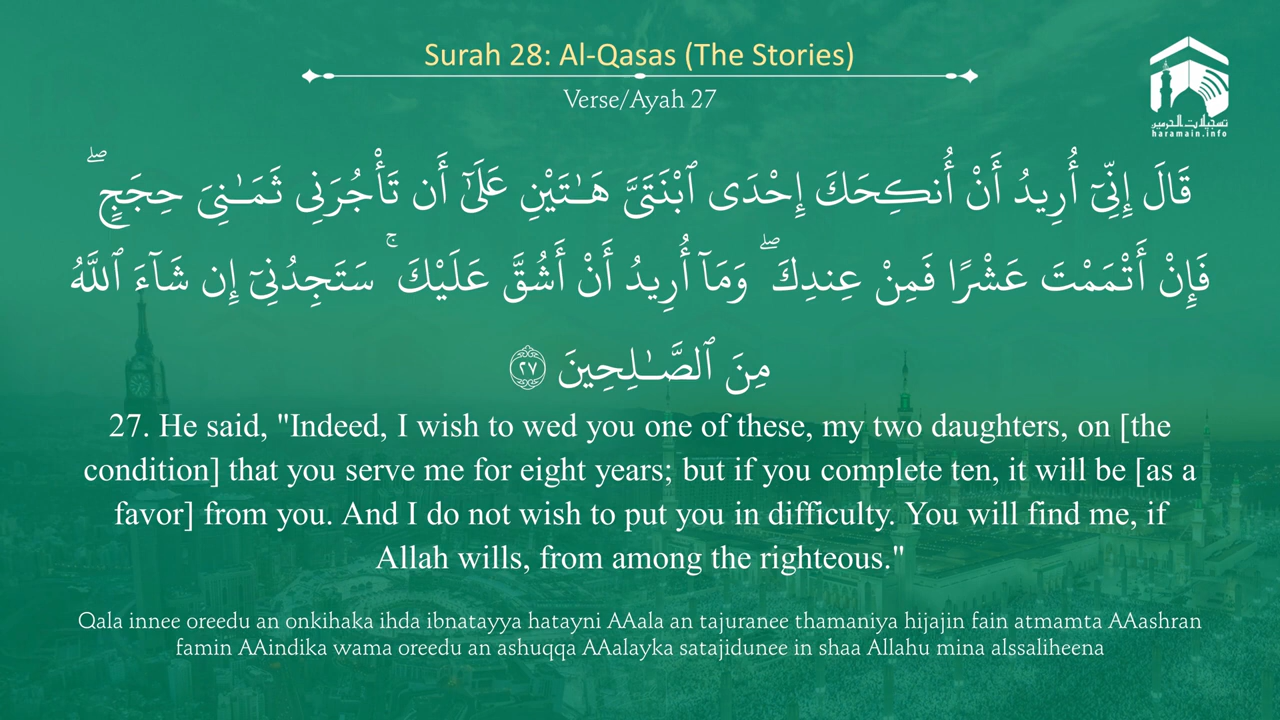 Surah 28: Al-Qasas (The Stories)
Verse/Ayah 27
تسجيلات الحرمين
haramain.info
قَالَ إِنِّىٓ أُرِيدُ أَنْ أُنكِحَكَ إِحْدَى ٱبْنَتَىَّ هَـٰتَيْنِ عَلَىٰٓ أَن تَأْجُرَنِى ثَمَـٰنِىَ حِجَجٍۢ ۖ
فَإِنْ أَتْمَمْتَ عَشْرًا فَمِنْ عِندِكَ ۖ وَمَآ أُرِيدُ أَنْ أَشُقَّ عَلَيْكَ ۚ سَتَجِدُنِىٓ إِن شَآءَ ٱللَّهُ
مِنَ ٱلصَّـٰلِحِينَ ٢٧
27. He said, "Indeed, I wish to wed you one of these, my two daughters, on [the
condition] that you serve me for eight years; but if you complete ten, it will be [as a
favor] from you. And I do not wish to put you in difficulty. You will find me, if
Allah wills, from among the righteous."
Qala innee oreedu an onkihaka ihda ibnatayya hatayni AAala an tajuranee thamaniya hijajin fain atmamta AAashran
famin AAindika wama oreedu an ashuqqa AAalayka satajidunee in shaa Allahu mina alssaliheena